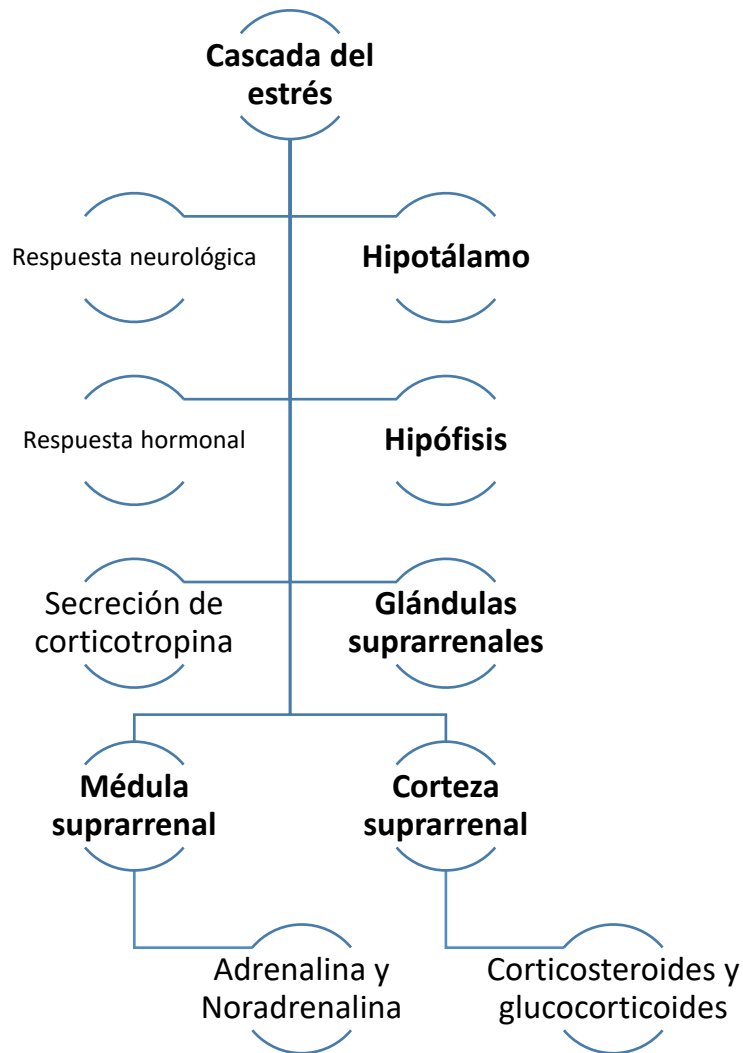 Cascada del
estrés
Respuesta neurológica
Hipotálamo
Respuesta hormonal
Hipófisis
Secreción de
corticotropina
Glándulas
suprarrenales
Médula
suprarrenal
Corteza
suprarrenal
Adrenalina y
Noradrenalina
Corticosteroides y
glucocorticoides